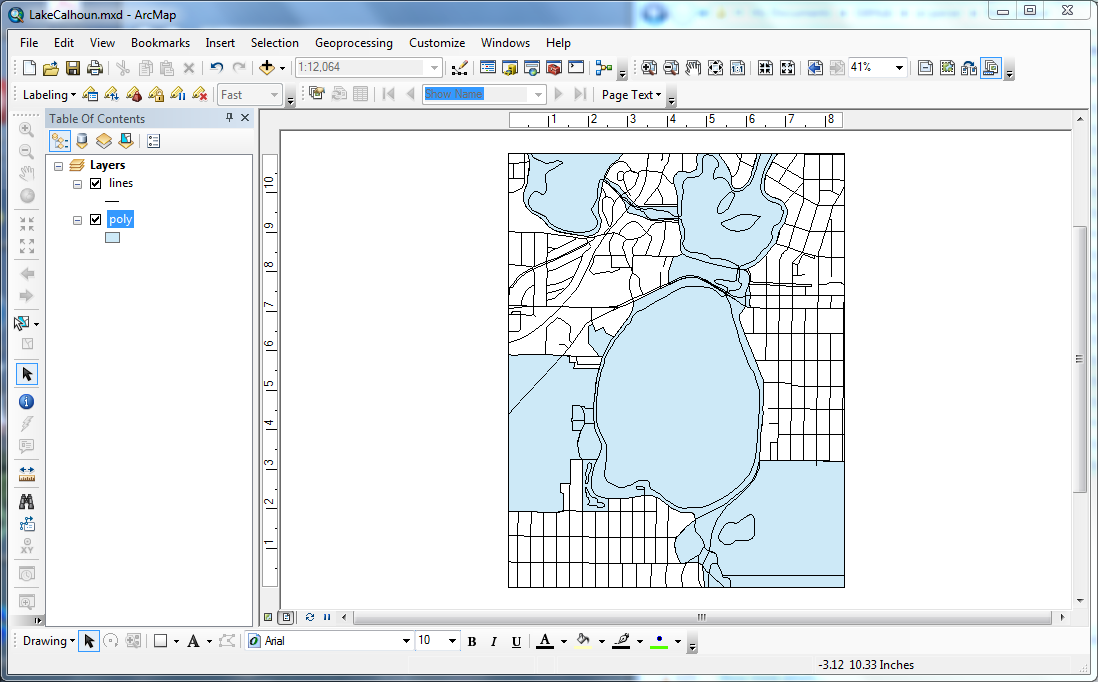 LakeCalhoun.mxd - ArcMap
File Edit View Bookmarks Insert Selection Geoprocessing Customize Windows Help
1:12,064 41%
Labeling Fast Show Name Page Text
Table Of Contents
1 2 3 4 5 6 7 8
Layers
lines
poly
10
9
8
7
6
5
4
3
2
1
XY
Drawing A Arial 10 B I U A
-3.12 10.33 Inches